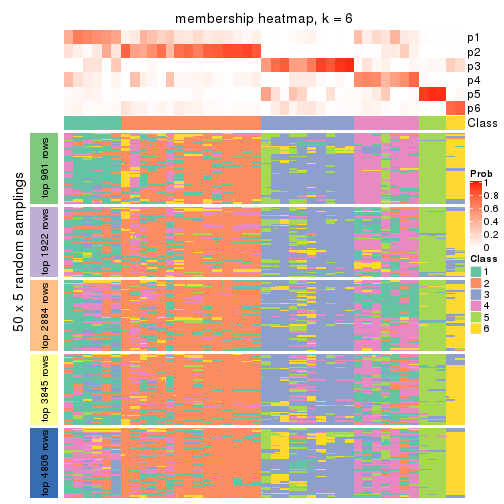 membership heatmap, k = 6
p1
p2
p3
p4
p5
p6
Class
50 x 5 random samplings
top 961 rows
top 1922 rows
top 2884 rows
top 3845 rows
top 4806 rows
Prob
1
0.8
0.6
0.4
0.2
0
Class
1
2
3
4
5
6